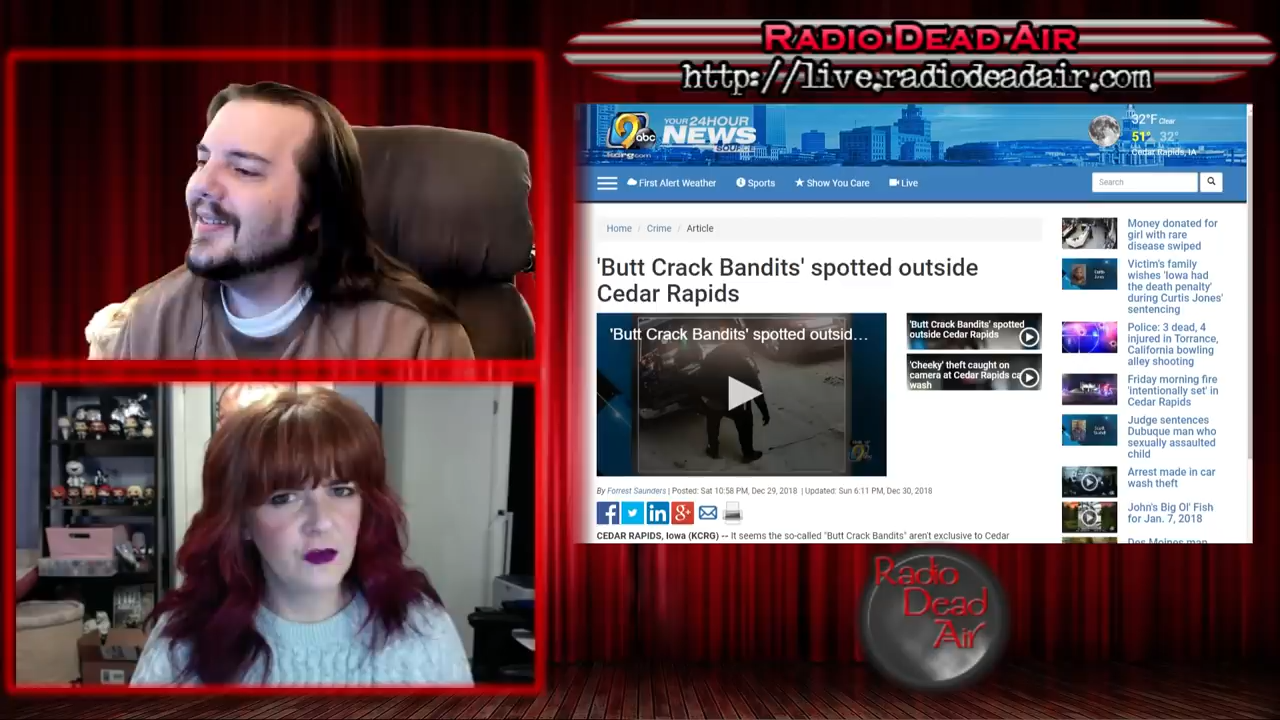 RADIO DEAD AIR
http://live.radiodeadair.com
9 abc
YOUR 24 HOUR
NEWS
SOURCE
kcrg.com
32°F Clear
51° 32°
Cedar Rapids, IA
First Alert Weather
Sports
Show You Care
Live
Search
Home / Crime / Article
'Butt Crack Bandits' spotted outside
Cedar Rapids
'Butt Crack Bandits' spotted outsid...
'Butt Crack Bandits' spotted
outside Cedar Rapids
'Cheeky' theft caught on
camera at Cedar Rapids ca
wash
By Forrest Saunders | Posted: Sat 10:58 PM, Dec 29, 2018 | Updated: Sun 6:11 PM, Dec 30, 2018
CEDAR RAPIDS, Iowa (KCRG) -- It seems the so-called "Butt Crack Bandits" aren't exclusive to Cedar
Money donated for
girl with rare
disease swiped
Victim's family
wishes 'Iowa had
the death penalty'
during Curtis Jones'
sentencing
Police: 3 dead, 4
injured in Torrance,
California bowling
alley shooting
Friday morning fire
'intentionally set' in
Cedar Rapids
Judge sentences
Dubuque man who
sexually assaulted
child
Arrest made in car
wash theft
John's Big Ol' Fish
for Jan. 7, 2018
Des Moines man
Radio
Dead
Air